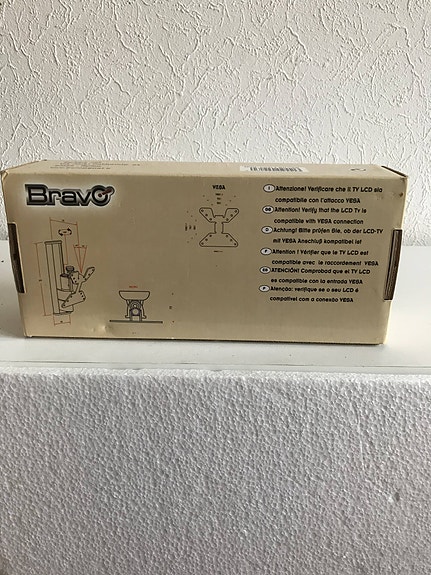 Bravo
VESA
I Attenzione! Verificare che il TV LCD sia
compatibile con l'attacco VESA
GB Attention! Verify that the LCD Tv is
compatible with VESA connection
D Achtung! Bitte prüfen Sie, ob der LCD-TV
mit VESA Anschluß kompatibel ist
F Attention ! Vérifier que le TV LCD est
compatible avec le raccordement VESA
ATENCIÓN! Comprobad que el TV LCD
es compatible con la entrada VESA
P Atenção: verifique se o seu LCD é
compatível com a conexão VESA